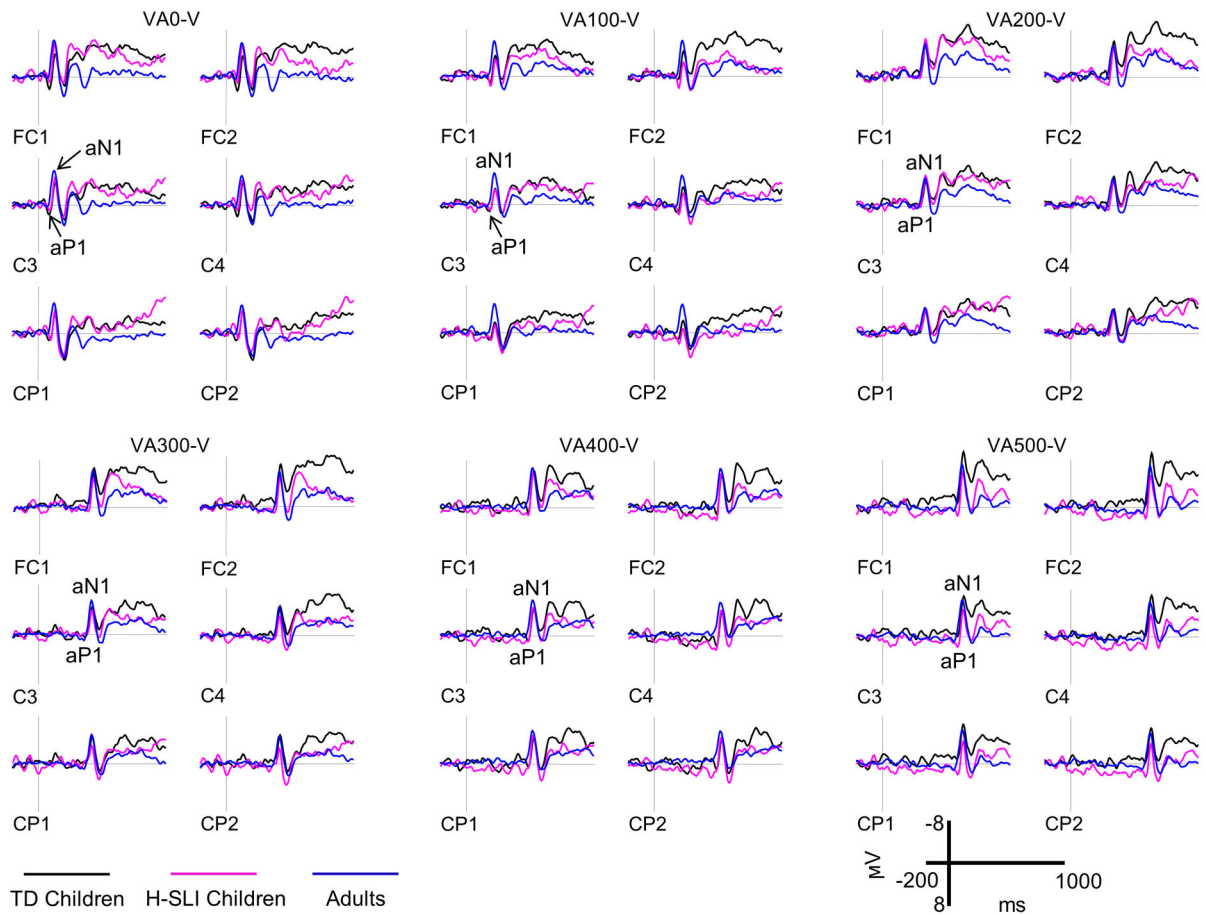 VA0-V VA100-V VA200-V
FC1 FC2 FC1 FC2 FC1 FC2
aN1 aN1 aN1
aP1 aP1 aP1
C3 C4 C3 C4 C3 C4
CP1 CP2 CP1 CP2 CP1 CP2
VA300-V VA400-V VA500-V
FC1 FC2 FC1 FC2 FC1 FC2
aN1 aN1 aN1
aP1 aP1 aP1
C3 C4 C3 C4 C3 C4
CP1 CP2 CP1 CP2 CP1 CP2
-8
μV
-200 1000
8 ms
TD Children H-SLI Children Adults